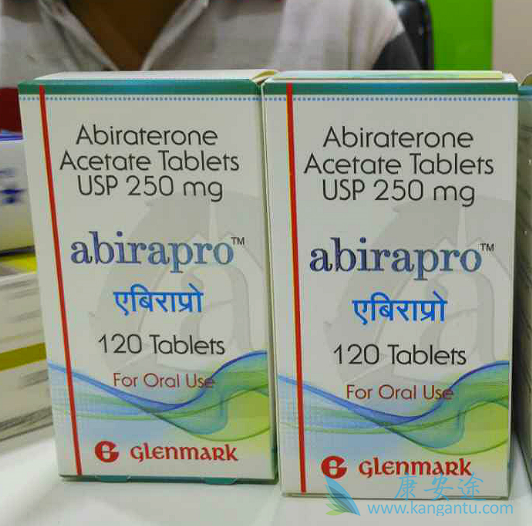 Abiraterone
Acetate Tablets
USP 250 mg
abirapro™
एबिराप्रो
120 Tablets
For Oral Use
GLENMARK
Abiraterone
Acetate Tablets
USP 250 mg
abirapro™
एबिराप्रो
120 Tablets
For Oral Use
GLENMARK
康安途
www.kangantu.com